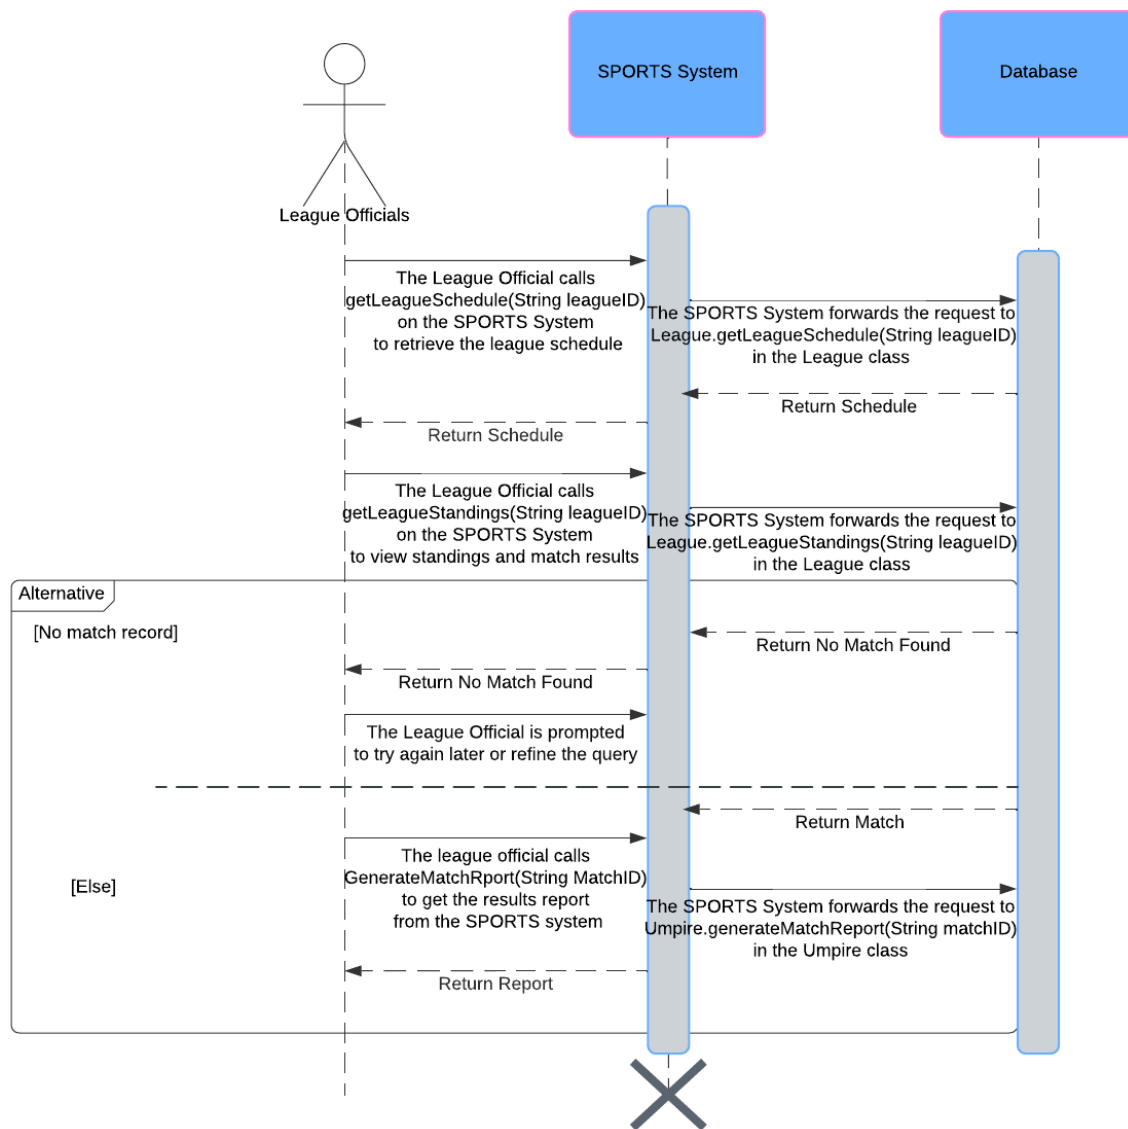 SPORTS System
Database
League Officials
The League Official calls
getLeagueSchedule(String leagueID)
on the SPORTS System
to retrieve the league schedule
The SPORTS System forwards the request to
League.getLeagueSchedule(String leagueID)
in the League class
Return Schedule
Return Schedule
The League Official calls
getLeagueStandings(String leagueID)
on the SPORTS System
to view standings and match results
The SPORTS System forwards the request to
League.getLeagueStandings(String leagueID)
in the League class
Alternative
[No match record]
Return No Match Found
Return No Match Found
The League Official is prompted
to try again later or refine the query
Return Match
[Else]
The league official calls
GenerateMatchRport(String MatchID)
to get the results report
from the SPORTS system
The SPORTS System forwards the request to
Umpire.generateMatchReport(String matchID)
in the Umpire class
Return Report